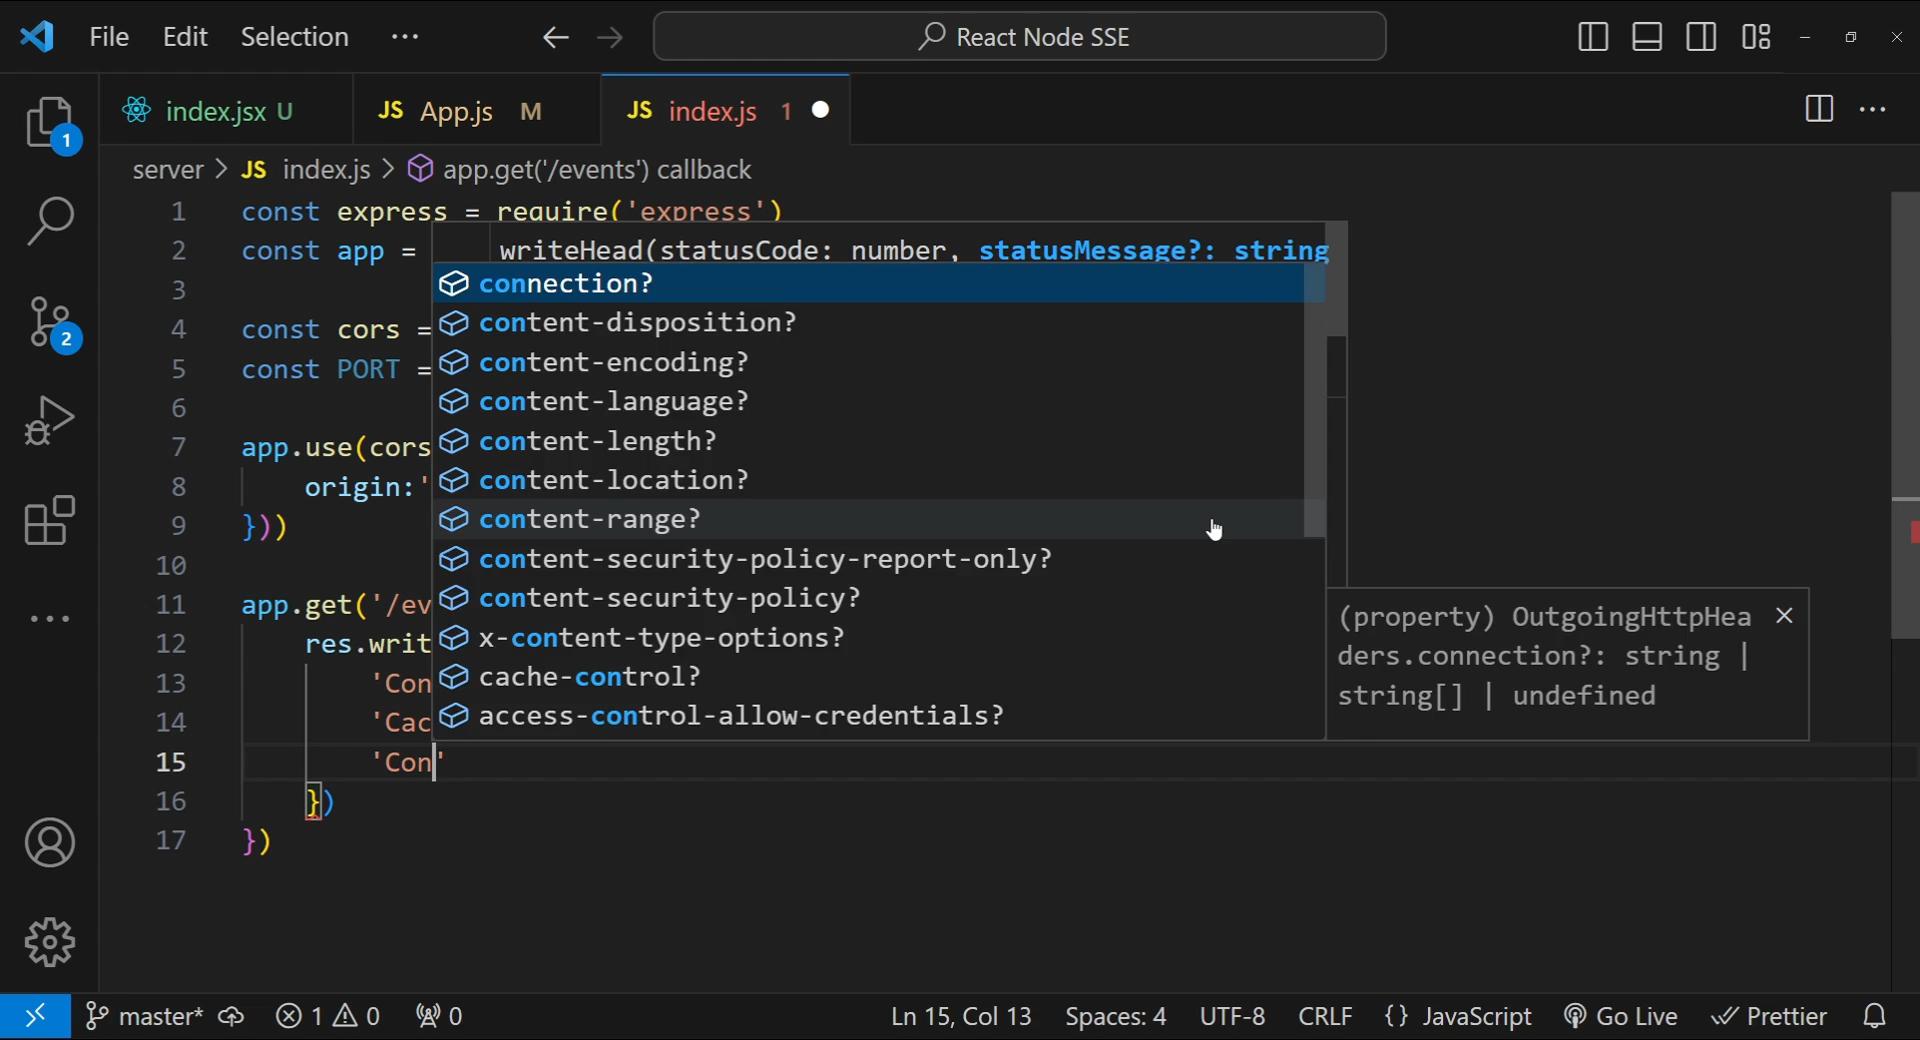 File Edit Selection ··· React Node SSE
index.jsx U JS App.js M JS index.js 1
server > JS index.js > app.get('/events') callback
1 const express = require('express')
2 const app =
3
4 const cors =
5 const PORT =
6
7 app.use(cors
8 origin:'
9 }))
10
11 app.get('/ev
12 res.writ
13 'Con
14 'Cac
15 'Con'
16 })
17 })
writeHead(statusCode: number, statusMessage?: string
connection?
content-disposition?
content-encoding?
content-language?
content-length?
content-location?
content-range?
content-security-policy-report-only?
content-security-policy?
x-content-type-options?
cache-control?
access-control-allow-credentials?
(property) OutgoingHttpHea
ders.connection?: string |
string[] | undefined
1
2
master* 1 0 0 Ln 15, Col 13 Spaces: 4 UTF-8 CRLF {} JavaScript Go Live Prettier